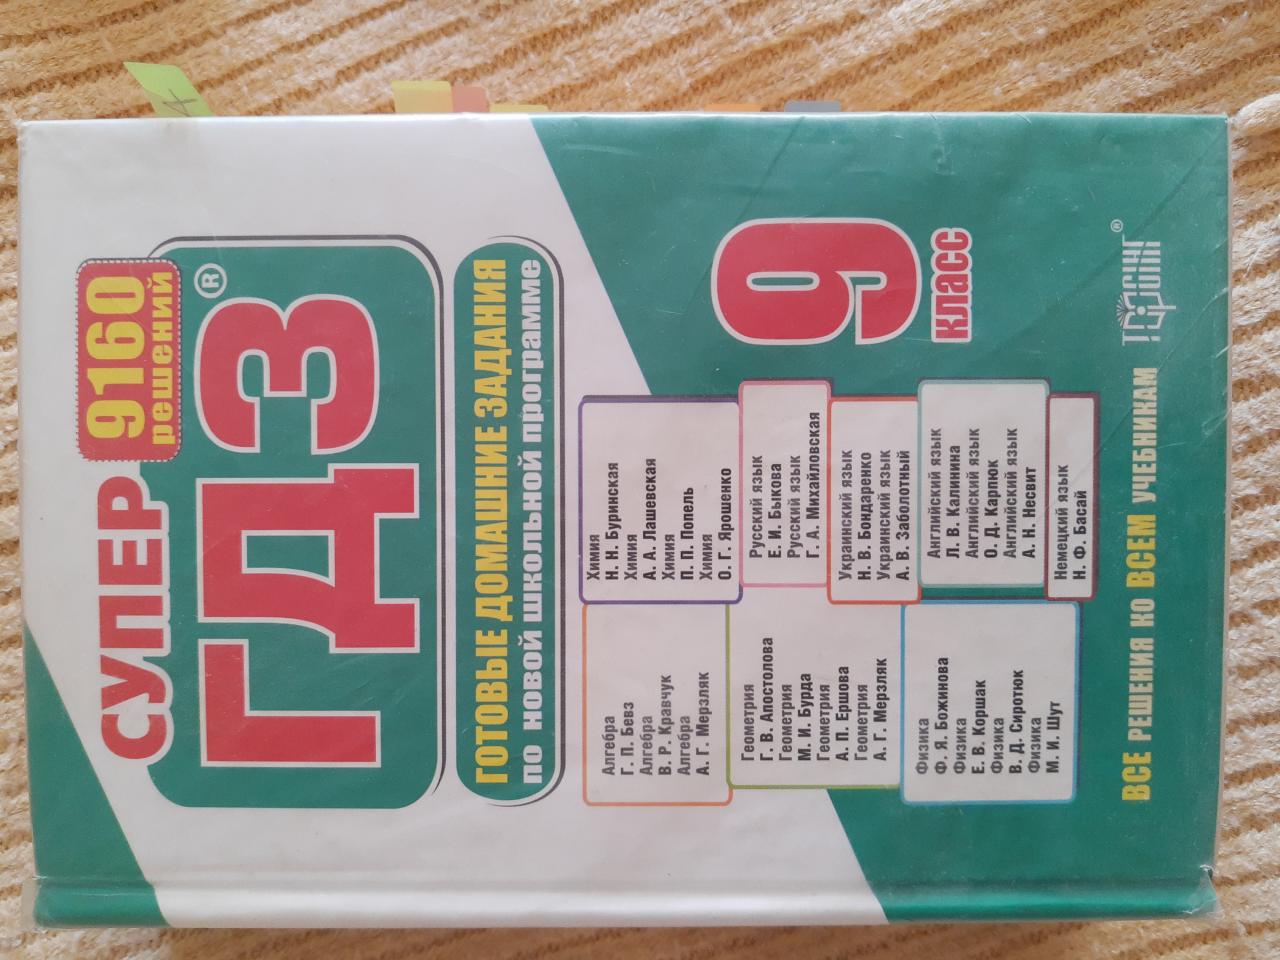 СУПЕР
9160
решений
ГДЗ®
ГОТОВЫЕ ДОМАШНИЕ ЗАДАНИЯ
по новой школьной программе
Алгебра
Г. П. Бевз
Алгебра
В. Р. Кравчук
Алгебра
А. Г. Мерзляк
Геометрия
Г. В. Апостолова
Геометрия
М. И. Бурда
Геометрия
А. П. Ершова
Геометрия
А. Г. Мерзляк
Физика
Ф. Я. Божинова
Физика
Е. В. Коршак
Физика
В. Д. Сиротюк
Физика
М. И. Шут
Химия
Н. Н. Буринская
Химия
А. А. Лашевская
Химия
П. П. Попель
Химия
О. Г. Ярошенко
Русский язык
Е. И. Быкова
Русский язык
Г. А. Михайловская
Украинский язык
Н. В. Бондаренко
Украинский язык
А. В. Заболотный
Английский язык
Л. В. Калинина
Английский язык
О. Д. Карпюк
Английский язык
А. Н. Несвит
Немецкий язык
Н. Ф. Басай
9
класс
ВСЕ РЕШЕНИЯ КО ВСЕМ УЧЕБНИКАМ
ТОРСІНГ®